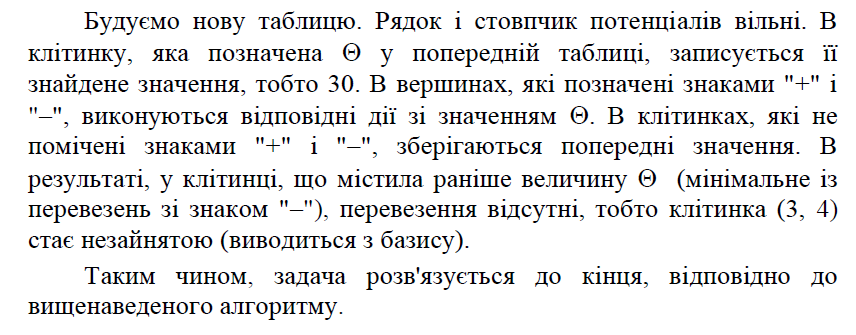 Будуємо нову таблицю. Рядок і стовпчик потенціалів вільні. В
клітинку, яка позначена Θ у попередній таблиці, записується її
знайдене значення, тобто 30. В вершинах, які позначені знаками "+" і
"–", виконуються відповідні дії зі значенням Θ. В клітинках, які не
помічені знаками "+" і "–", зберігаються попередні значення. В
результаті, у клітинці, що містила раніше величину Θ (мінімальне із
перевезень зі знаком "–"), перевезення відсутні, тобто клітинка (3, 4)
стає незайнятою (виводиться з базису).
Таким чином, задача розв'язується до кінця, відповідно до
вищенаведеного алгоритму.